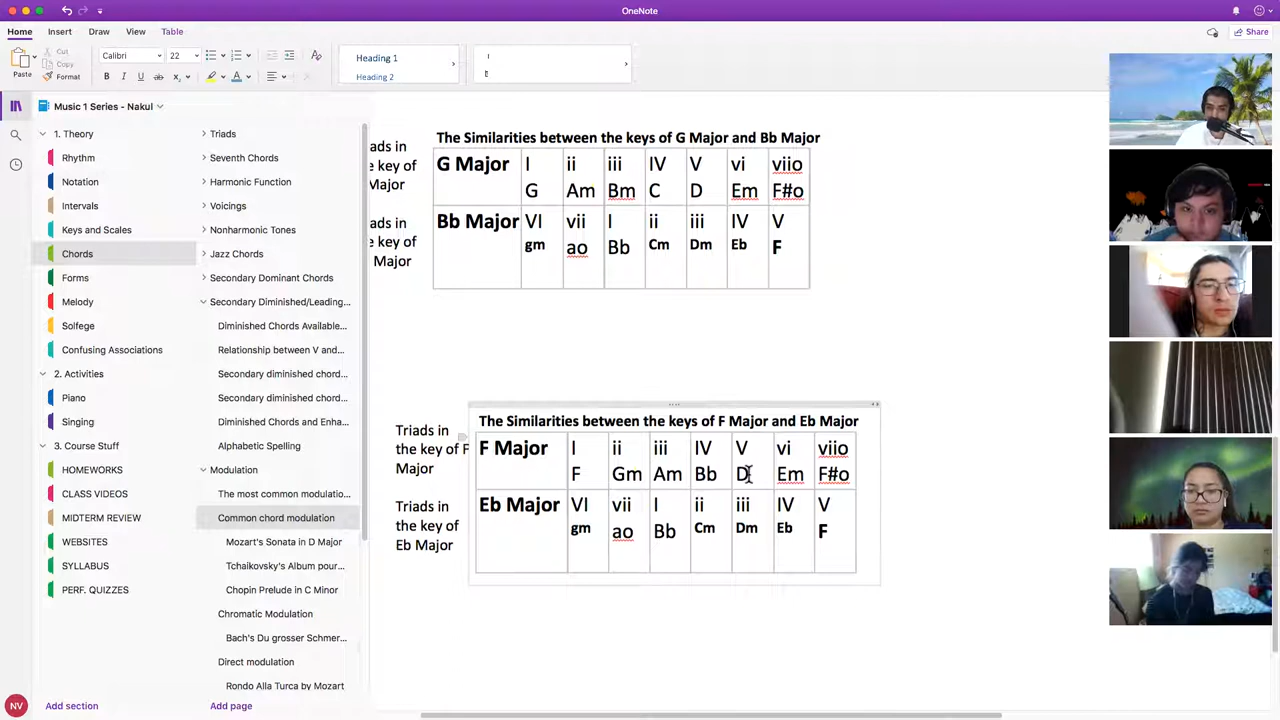 OneNote
Home Insert Draw View Table
Share
Paste
Cut
Copy
Format
Calibri 22
B I U ab x
A
Heading 1
Heading 2
Music 1 Series - Nakul
1. Theory
Rhythm
Notation
Intervals
Keys and Scales
Chords
Forms
Melody
Solfege
Confusing Associations
2. Activities
Piano
Singing
3. Course Stuff
HOMEWORKS
CLASS VIDEOS
MIDTERM REVIEW
WEBSITES
SYLLABUS
PERF. QUIZZES
Triads
Seventh Chords
Harmonic Function
Voicings
Nonharmonic Tones
Jazz Chords
Secondary Dominant Chords
Secondary Diminished/Leading...
Diminished Chords Available...
Relationship between V and...
Secondary diminished chord...
Secondary diminished chord...
Diminished Chords and Enha...
Alphabetic Spelling
Modulation
The most common modulatio...
Common chord modulation
Mozart's Sonata in D Major
Tchaikovsky's Album pour...
Chopin Prelude in C Minor
Chromatic Modulation
Bach's Du grosser Schmer...
Direct modulation
Rondo Alla Turca by Mozart
NV
Add section
Add page
The Similarities between the keys of G Major and Bb Major
ads in
e key of
Major
G Major I ii iii IV V vi viio
G Am Bm C D Em F#o
ads in
e key of
Major
Bb Major VI vii I ii iii IV V
gm ao Bb Cm Dm Eb F
The Similarities between the keys of F Major and Eb Major
Triads in
the key of F
Major
F Major I ii iii IV V vi viio
F Gm Am Bb D Em F#o
Triads in
the key of
Eb Major
Eb Major VI vii I ii iii IV V
gm ao Bb Cm Dm Eb F